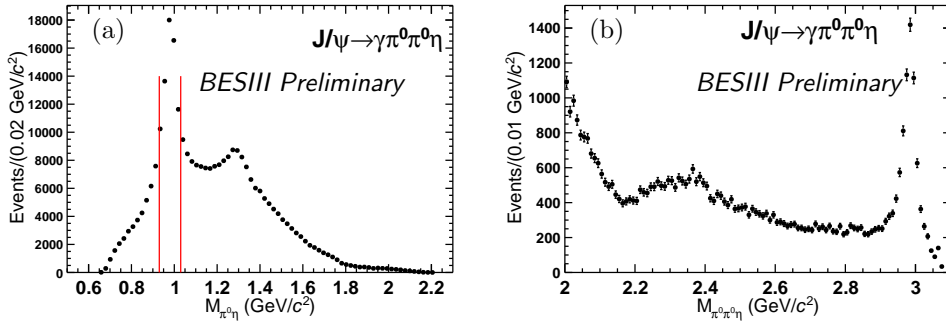 (a)
J/ψ→γπ⁰π⁰η
BESIII Preliminary
Events/(0.02 GeV/c²)
18000
16000
14000
12000
10000
8000
6000
4000
2000
0
0.6 0.8 1 1.2 1.4 1.6 1.8 2 2.2
M_π⁰η (GeV/c²)
(b)
J/ψ→γπ⁰π⁰η
BESIII Preliminary
Events/(0.01 GeV/c²)
1400
1200
1000
800
600
400
200
0
2 2.2 2.4 2.6 2.8 3
M_π⁰π⁰η (GeV/c²)